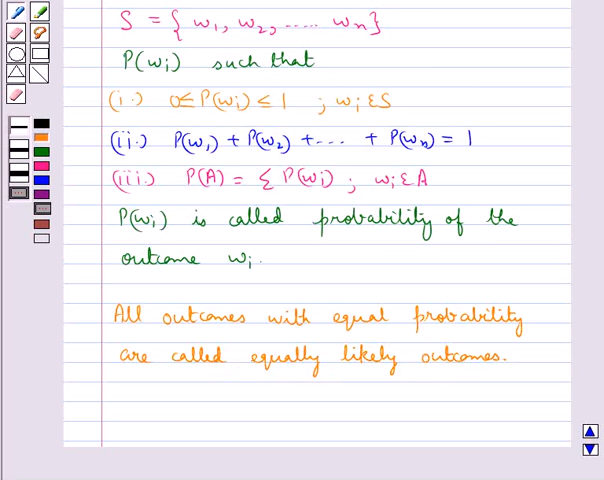 S = { w₁, w₂, ..... wₙ}
P(wᵢ) such that
(i.) 0≤ P(wᵢ) ≤ 1 ; wᵢ ε S
(ii.) P(w₁) + P(w₂) + .... + P(wₙ) = 1
(iii.) P(A) = Σ P(wᵢ) ; wᵢ ε A
P(wᵢ) is called probability of the
outcome wᵢ.
All outcomes with equal probability
are called equally likely outcomes.